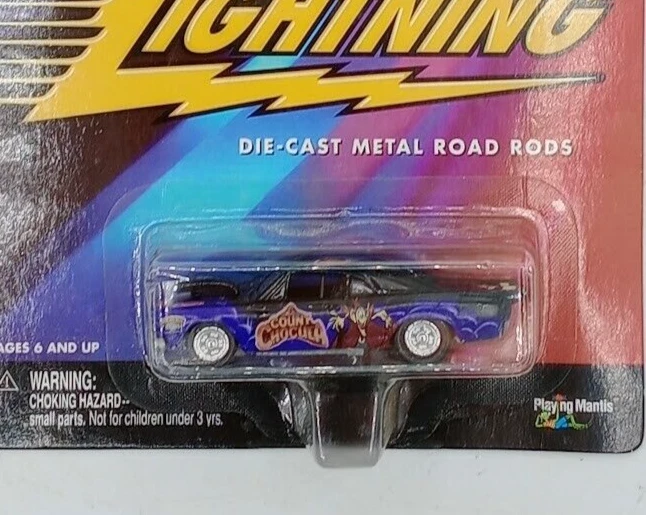 LIGHTNING
DIE-CAST METAL ROAD RODS
COUNT
CHOCULA
AGES 6 AND UP
WARNING:
CHOKING HAZARD--
small parts. Not for children under 3 yrs.
Playing Mantis